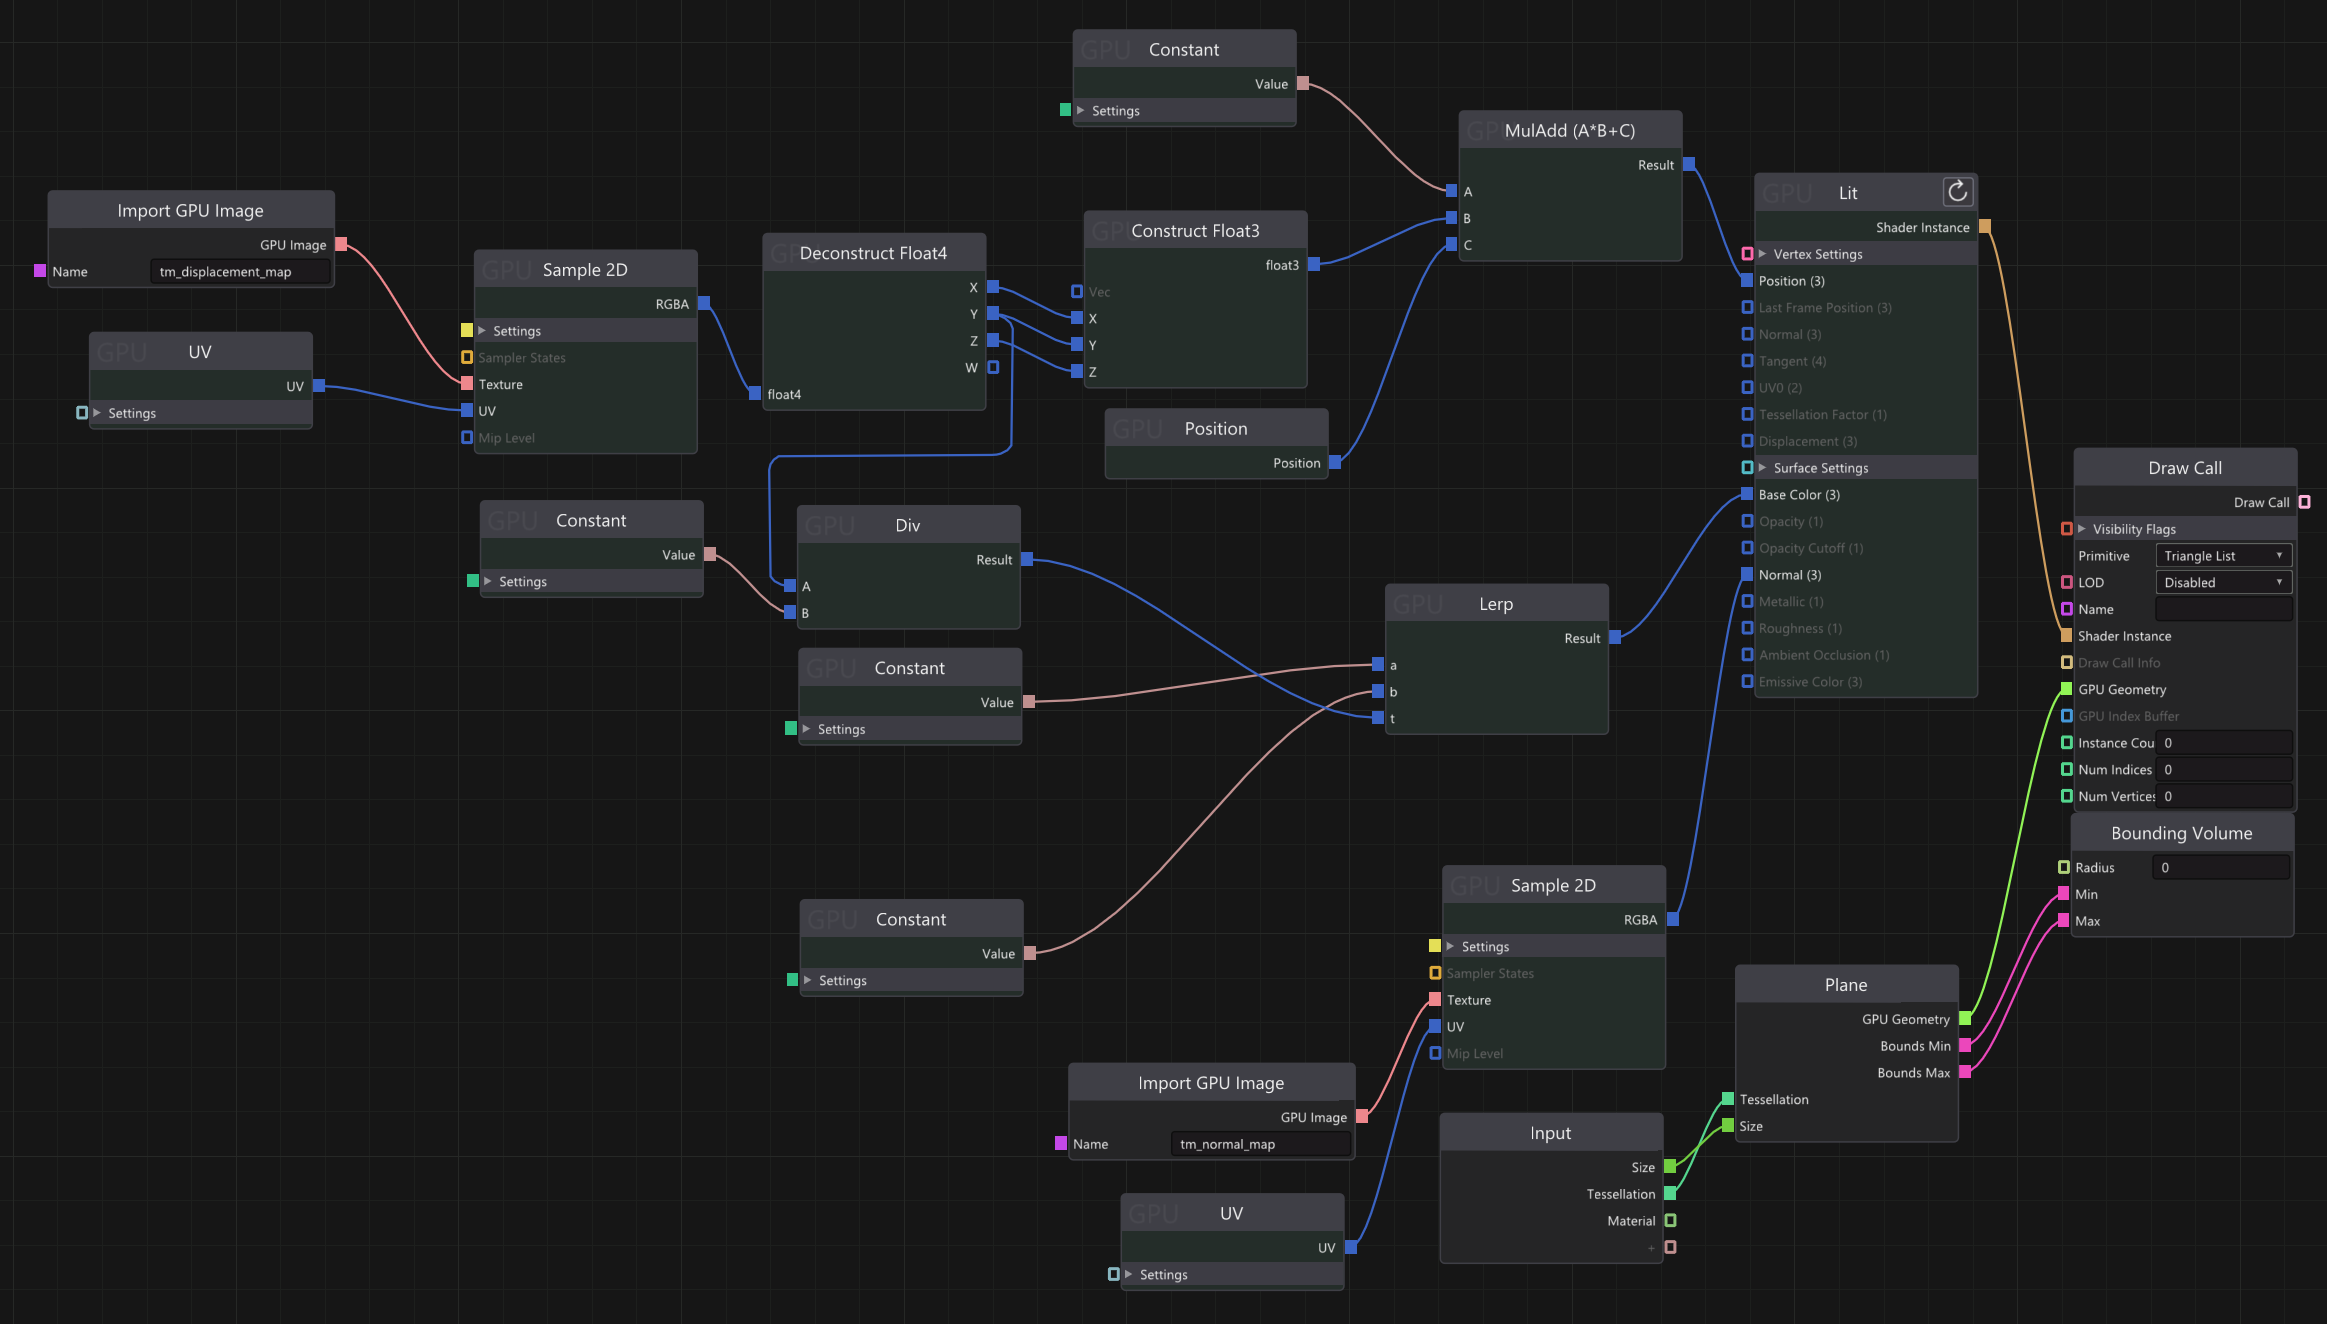 GPU Constant
Value
Settings
GPU MulAdd (A*B+C)
Result
A
B
C
Import GPU Image
GPU Image
Name tm_displacement_map
GPU UV
UV
Settings
GPU Sample 2D
RGBA
Settings
Sampler States
Texture
UV
Mip Level
GPU Deconstruct Float4
X
Y
Z
W
float4
GPU Construct Float3
float3
Vec
X
Y
Z
GPU Position
Position
GPU Lit
Shader Instance
Vertex Settings
Position (3)
Last Frame Position (3)
Normal (3)
Tangent (4)
UV0 (2)
Tessellation Factor (1)
Displacement (3)
Surface Settings
Base Color (3)
Opacity (1)
Opacity Cutoff (1)
Normal (3)
Metallic (1)
Roughness (1)
Ambient Occlusion (1)
Emissive Color (3)
GPU Constant
Value
Settings
GPU Div
Result
A
B
GPU Constant
Value
Settings
GPU Lerp
Result
a
b
t
GPU Constant
Value
Settings
Draw Call
Draw Call
Visibility Flags
Primitive Triangle List
LOD Disabled
Name
Shader Instance
Draw Call Info
GPU Geometry
GPU Index Buffer
Instance Cou 0
Num Indices 0
Num Vertices 0
Bounding Volume
Radius 0
Min
Max
GPU Sample 2D
RGBA
Settings
Sampler States
Texture
UV
Mip Level
Import GPU Image
GPU Image
Name tm_normal_map
GPU UV
UV
Settings
Plane
GPU Geometry
Bounds Min
Bounds Max
Tessellation
Size
Input
Size
Tessellation
Material
+